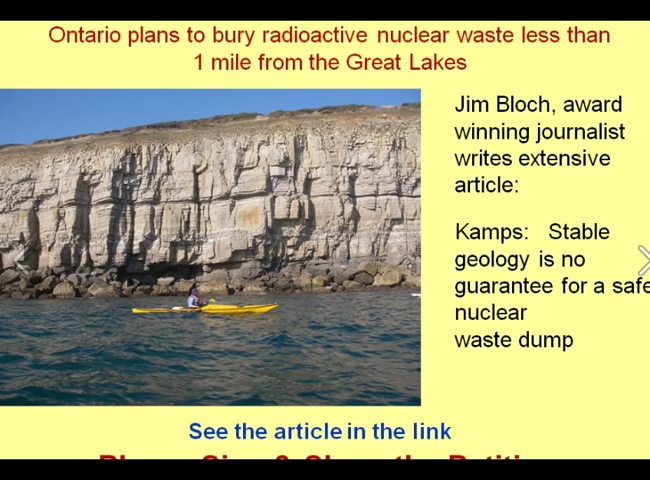 Ontario plans to bury radioactive nuclear waste less than
1 mile from the Great Lakes
Jim Bloch, award
winning journalist
writes extensive
article:
Kamps: Stable
geology is no
guarantee for a safe
nuclear
waste dump
See the article in the link